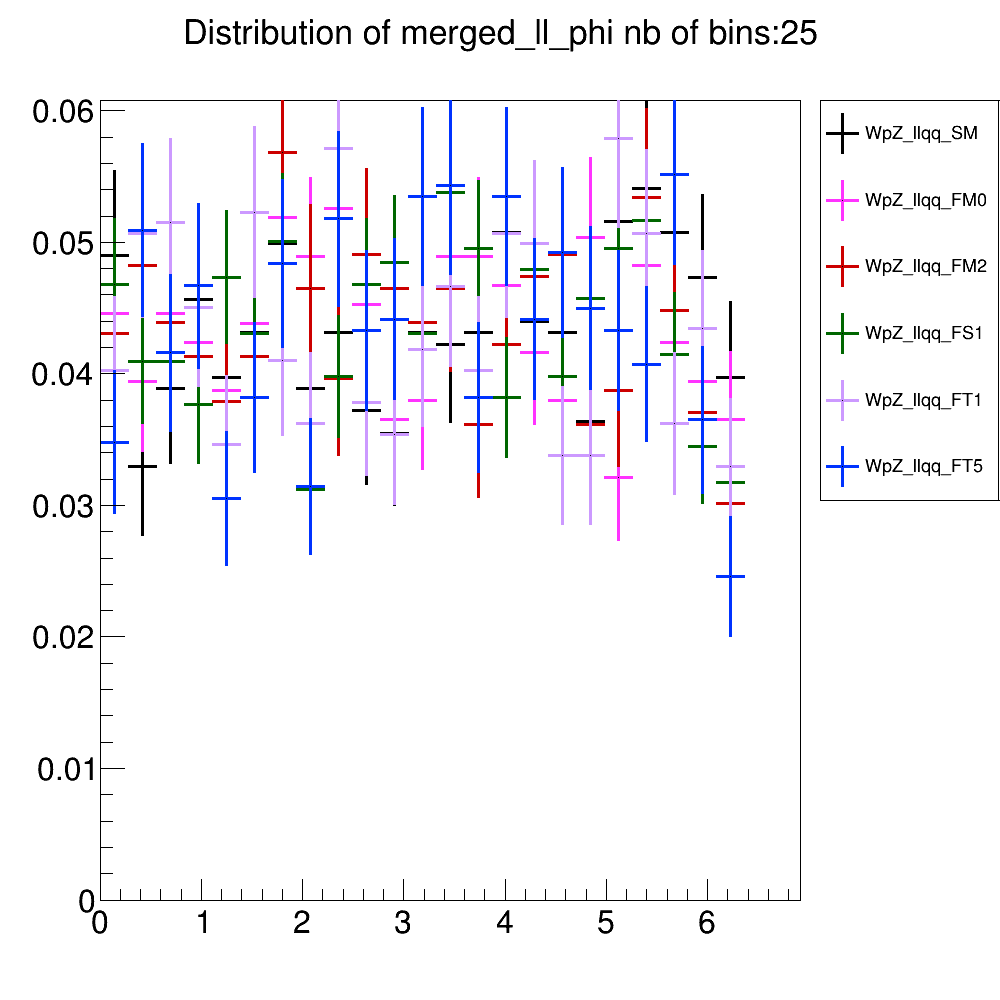 Distribution of merged_ll_phi nb of bins:25
0.06
0.05
0.04
0.03
0.02
0.01
0
0 1 2 3 4 5 6
WpZ_llqq_SM
WpZ_llqq_FM0
WpZ_llqq_FM2
WpZ_llqq_FS1
WpZ_llqq_FT1
WpZ_llqq_FT5